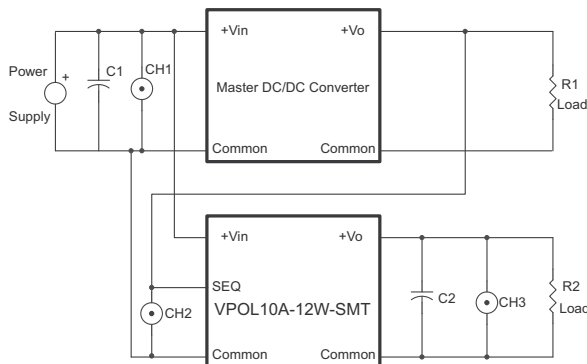 +Vin
+Vo
Power
+
C1
CH1
Master DC/DC Converter
R1
Load
Supply
Common
Common
+Vin
+Vo
SEQ
VPOL10A-12W-SMT
CH2
C2
CH3
R2
Load
Common
Common